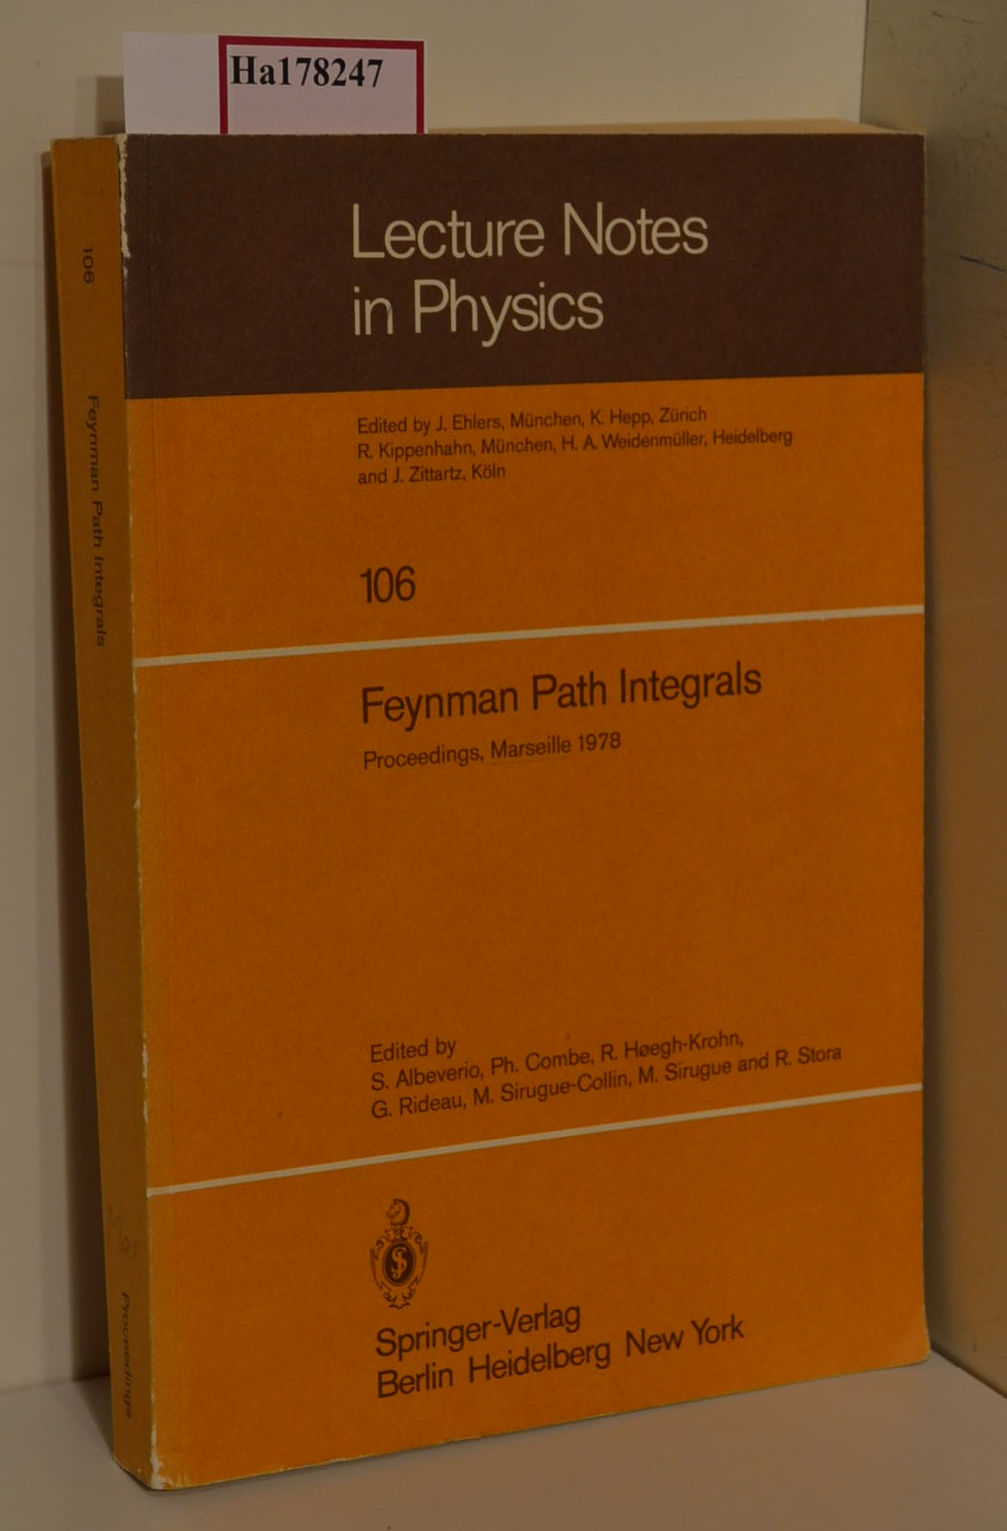 Ha178247
Lecture Notes
in Physics
Edited by J. Ehlers, München, K. Hepp, Zürich
R. Kippenhahn, München, H. A. Weidenmüller, Heidelberg
and J. Zittartz, Köln
106
Feynman Path Integrals
Proceedings, Marseille 1978
Edited by
S. Albeverio, Ph. Combe, R. Høegh-Krohn,
G. Rideau, M. Sirugue-Collin, M. Sirugue and R. Stora
Springer-Verlag
Berlin Heidelberg New York
106
Feynman Path Integrals
Proceedings